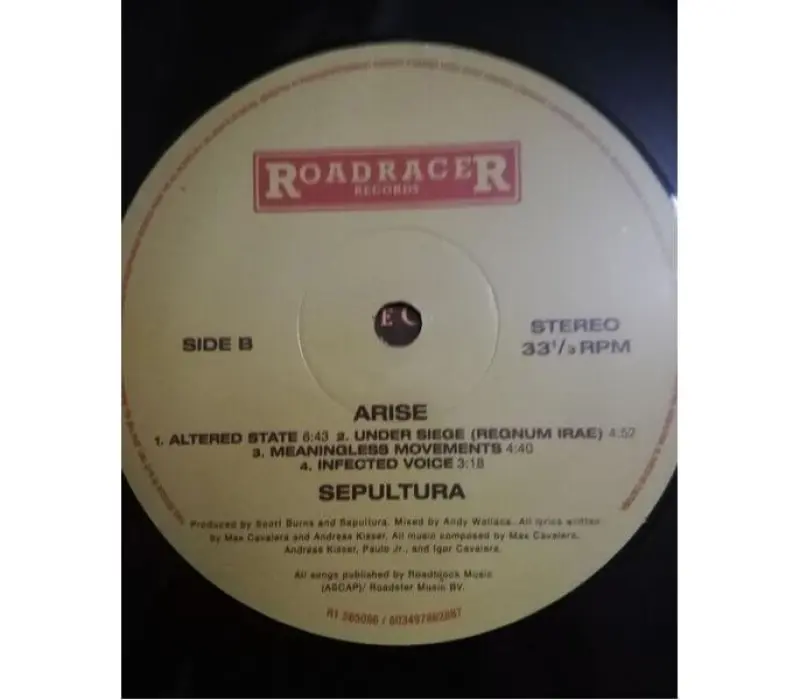 ROADRACER
RECORDS
SIDE B
STEREO
33 1/3 RPM
ARISE
1. ALTERED STATE 6:43 2. UNDER SIEGE (REGNUM IRAE) 4:52
3. MEANINGLESS MOVEMENTS 4:40
4. INFECTED VOICE 3:18
SEPULTURA
Produced by Scott Burns and Sepultura. Mixed by Andy Wallace. All lyrics written
by Max Cavalera and Andreas Kisser. All music composed by Max Cavalera,
Andreas Kisser, Paulo Jr., and Igor Cavalera.
All songs published by Roadblock Music
(ASCAP)/ Roadster Music BV.